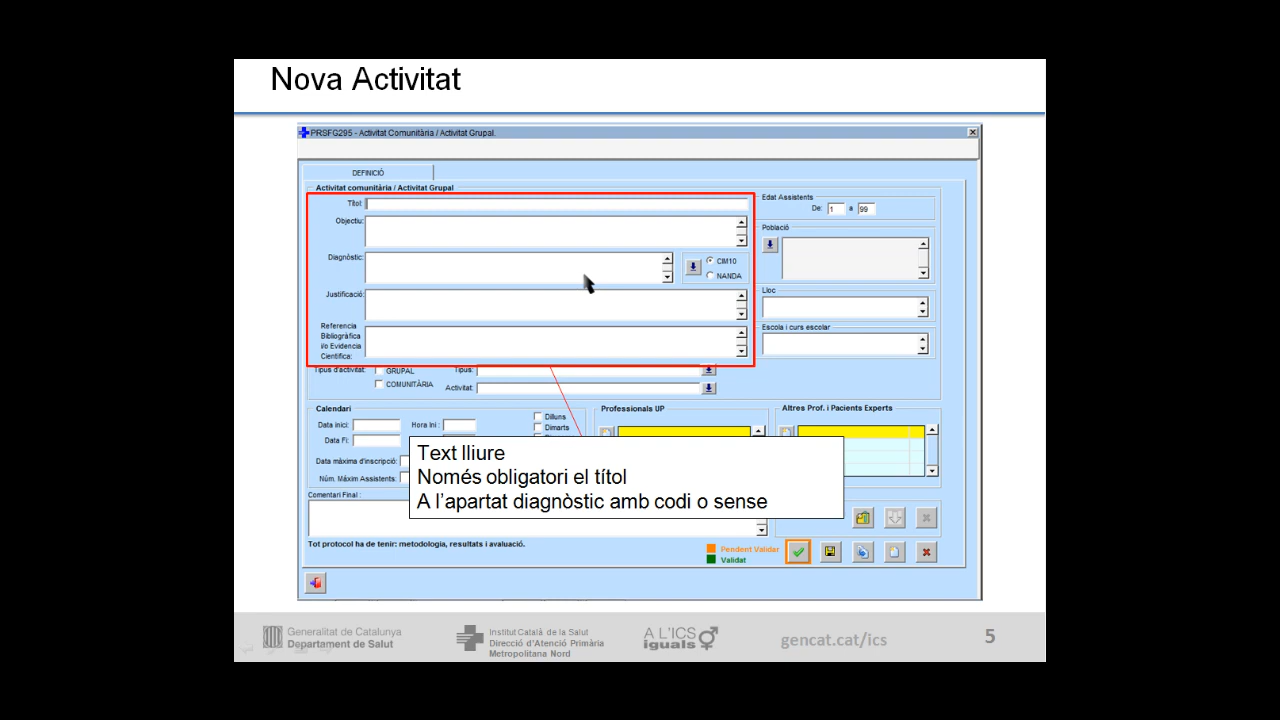 Nova Activitat
PRSFG295 - Activitat Comunitària / Activitat Grupal.
DEFINICIÓ
Activitat comunitària / Activitat Grupal
Títol:
Objectiu:
Diagnòstic:
CIM10
NANDA
Justificació:
Referencia
Bibliogràfica
i/o Evidencia
Científica:
Edat Assistents
De: 1 a 99
Població
Lloc
Escola i curs escolar
Tipus d'activitat:
GRUPAL
COMUNITÀRIA
Tipus:
Activitat:
Calendari
Data inici:
Hora Ini :
Data Fi:
Dilluns
Dimarts
Data màxima d'inscripció:
Núm. Màxim Assistents:
Professionals UP
Altres Prof. i Pacients Experts
Text lliure
Només obligatori el títol
A l'apartat diagnòstic amb codi o sense
Comentari Final :
Tot protocol ha de tenir: metodologia, resultats i avaluació.
Pendent Validar
Validat
Generalitat de Catalunya
Departament de Salut
Institut Català de la Salut
Direcció d'Atenció Primària
Metropolitana Nord
A L'ICS
iguals
gencat.cat/ics
5